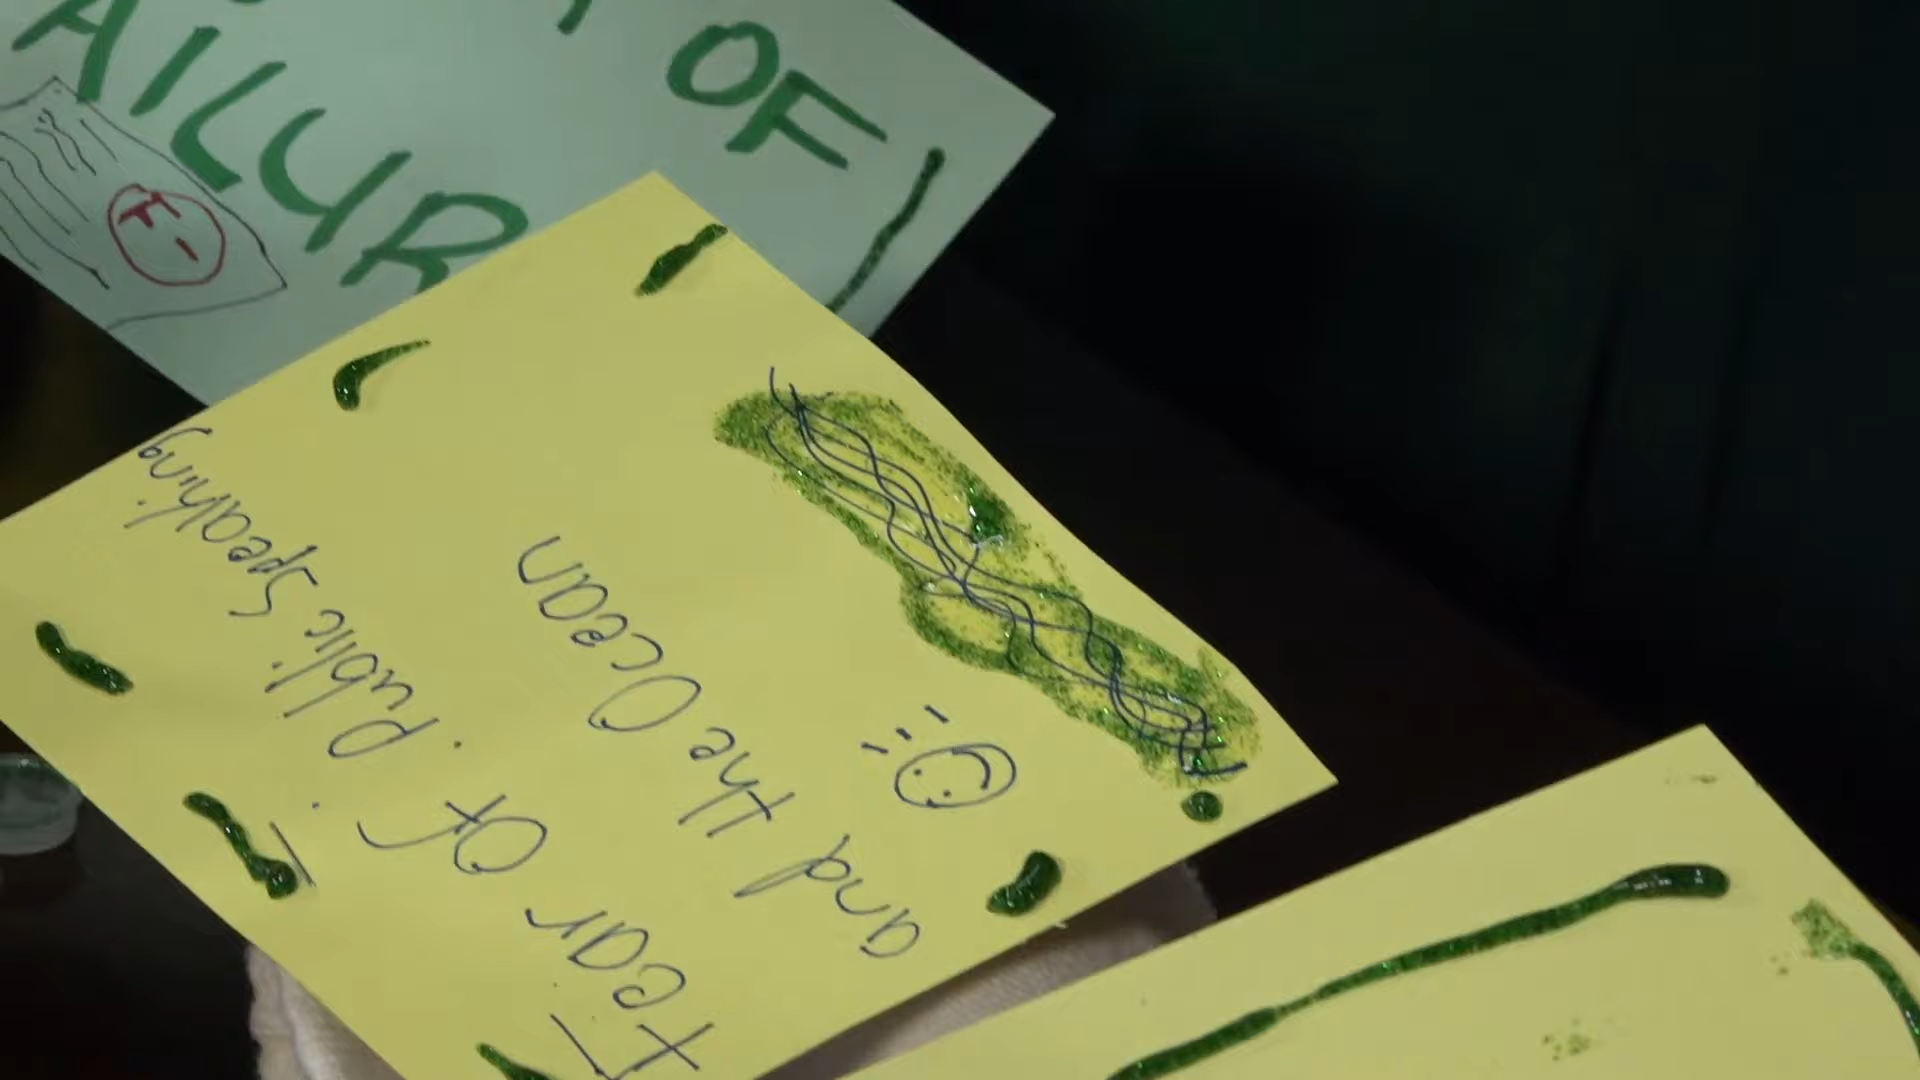 OF
AILUR
F-
Fear of: Public Speaking
and the Ocean